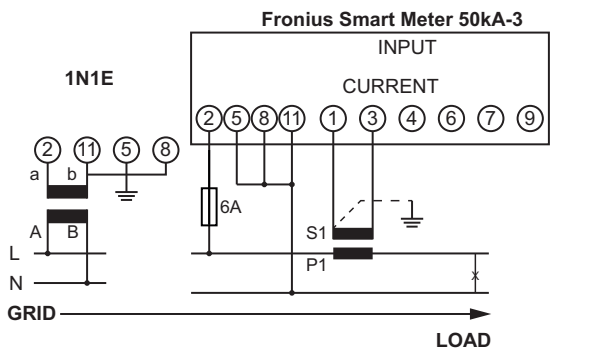 Fronius Smart Meter 50kA-3
INPUT
1N1E
CURRENT
2 5 8 11 1 3 4 6 7 9
2 11 5 8
a b
6A
A B
S1
L
P1
x
N
GRID
LOAD